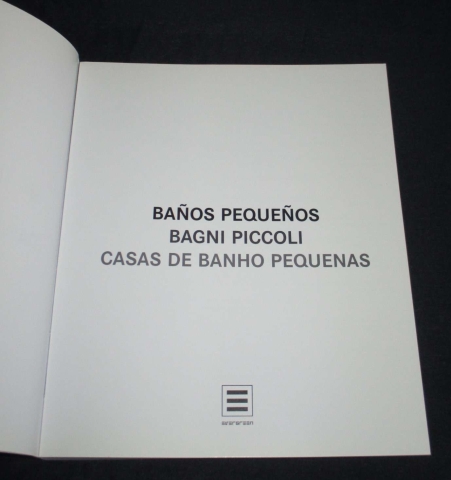 BAÑOS PEQUEÑOS
BAGNI PICCOLI
CASAS DE BANHO PEQUENAS